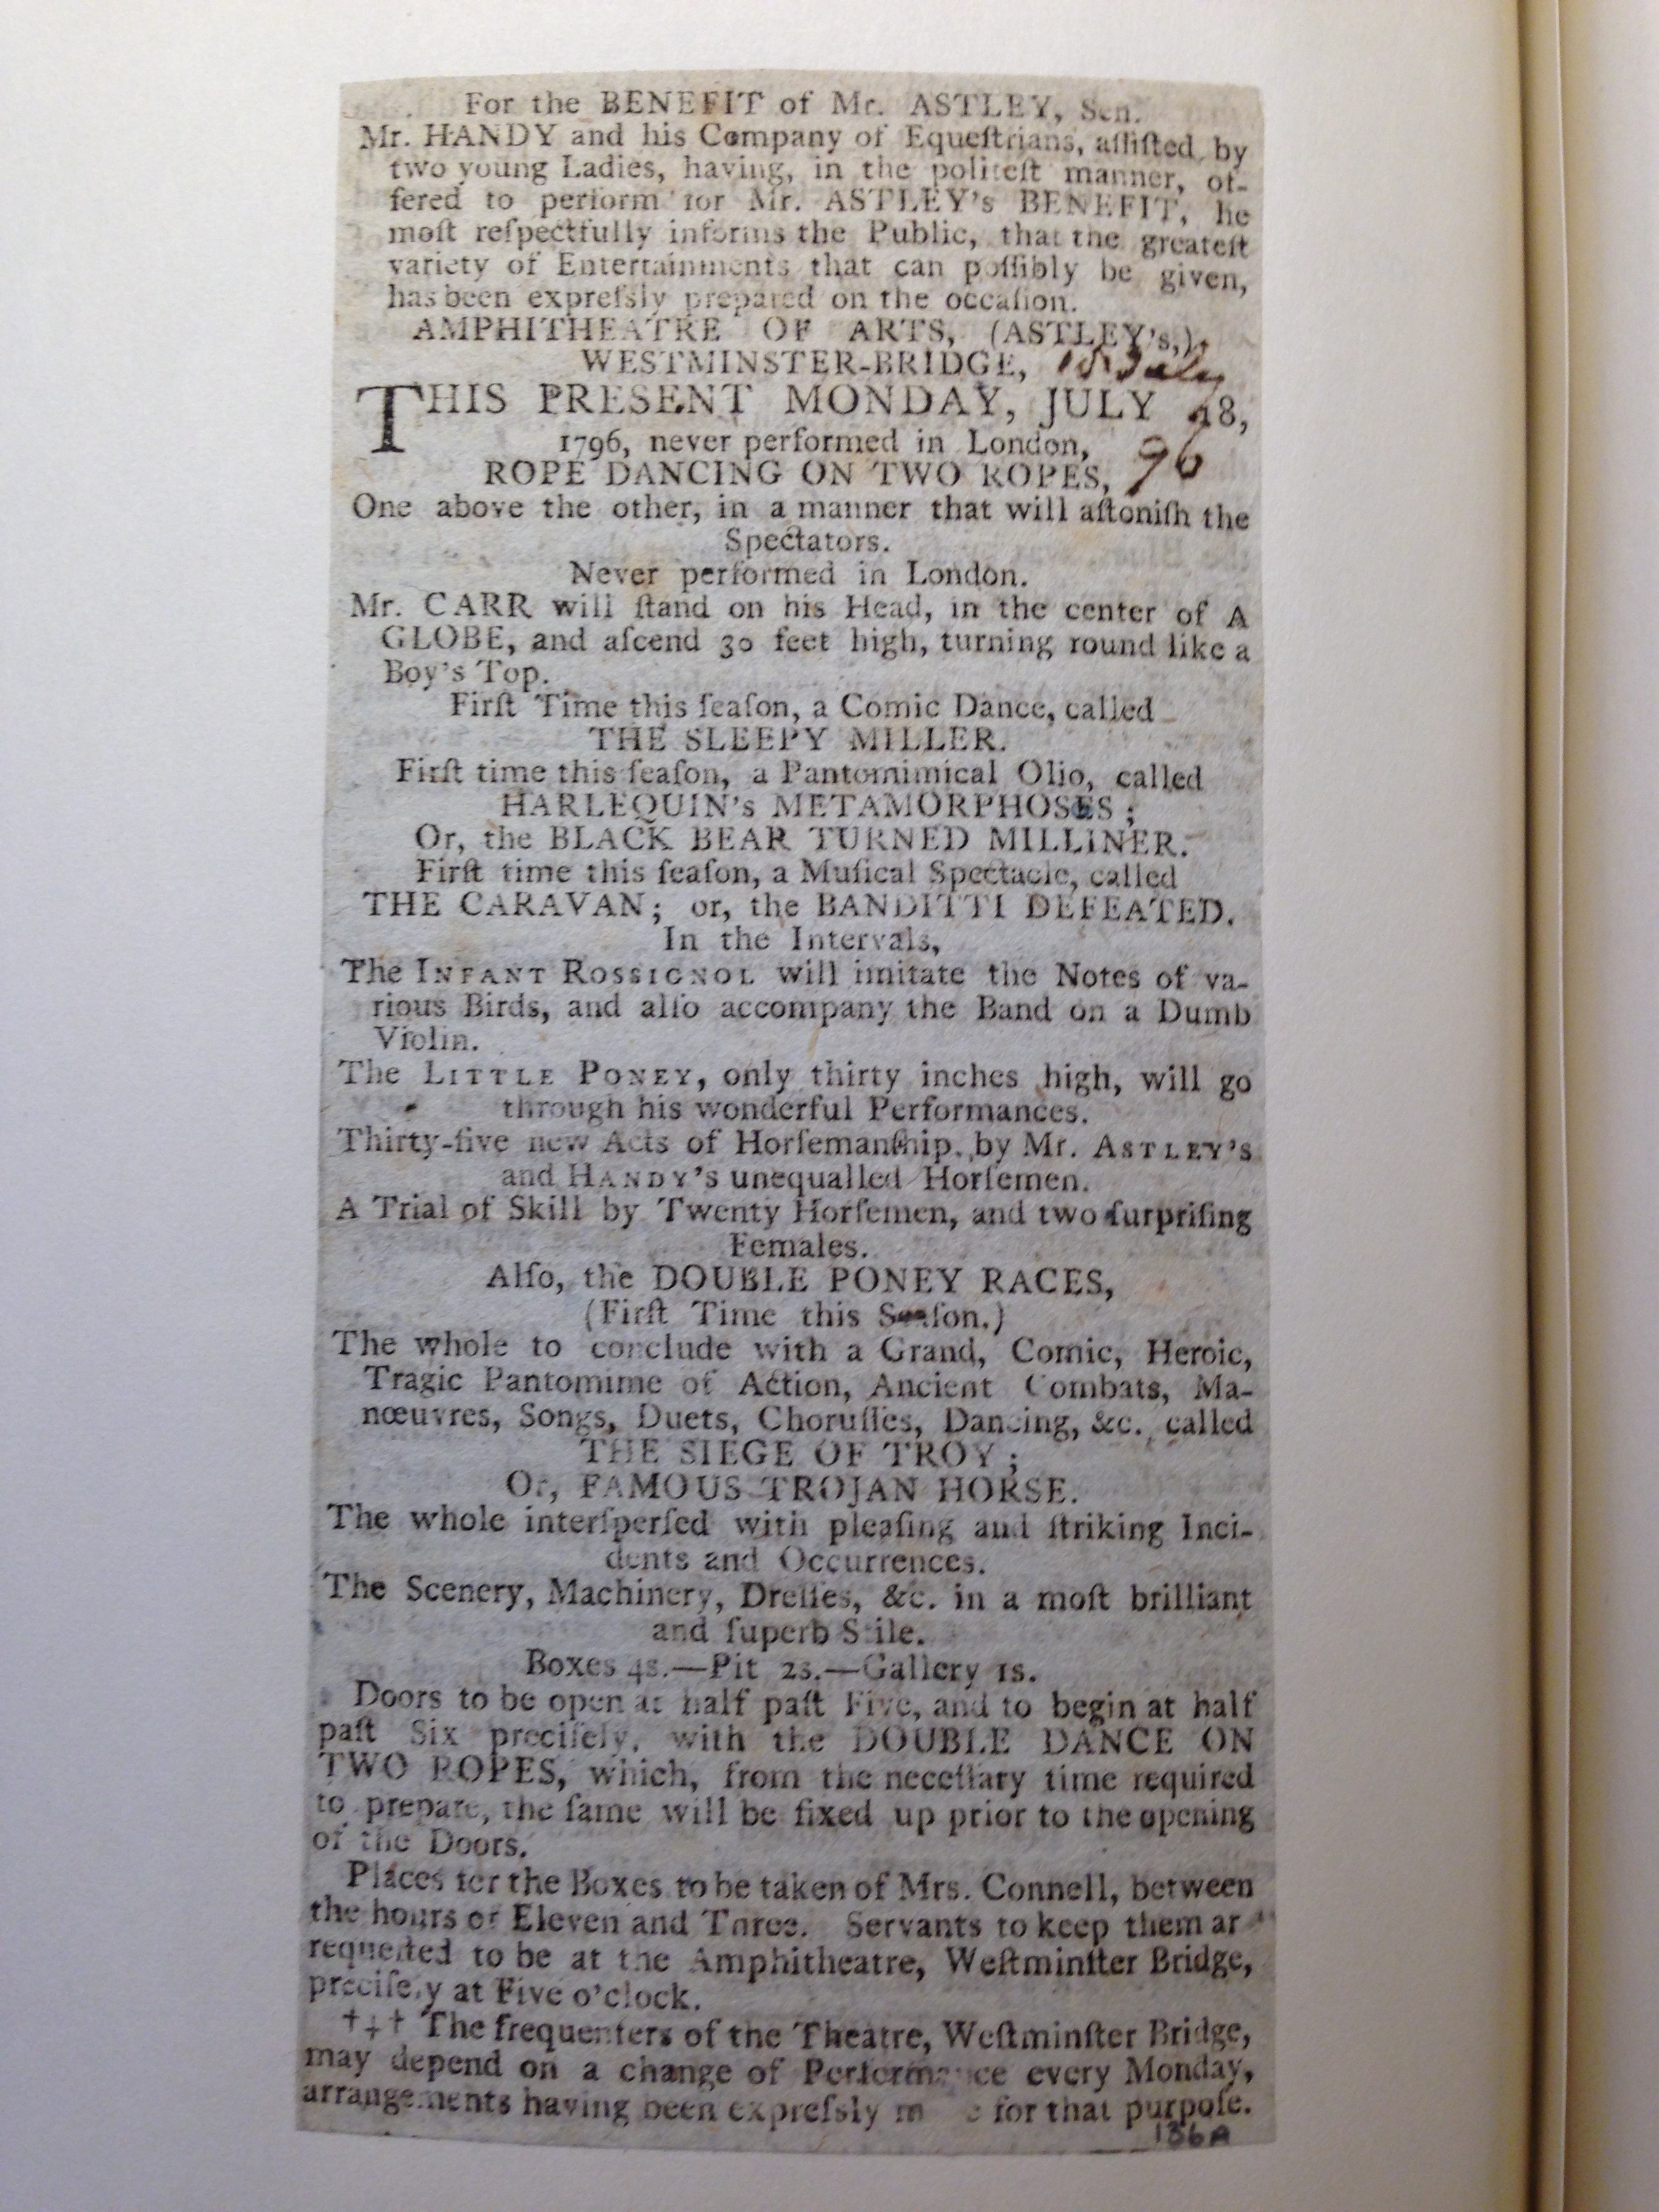 For the BENEFIT of Mr. ASTLEY, Sen.
Mr. HANDY and his Company of Equeſtrians, aſſiſted by
two young Ladies, having, in the politeſt manner, of-
fered to perform for Mr. ASTLEY's BENEFIT, he
moſt reſpectfully informs the Public, that the greateſt
variety of Entertainments that can poſſibly be given,
has been expreſsly prepared on the occaſion.
AMPHITHEATRE OF ARTS, (ASTLEY's,)
WESTMINSTER-BRIDGE, 18 July
THIS PRESENT MONDAY, JULY 18,
1796, never performed in London, 96
ROPE DANCING ON TWO ROPES,
One above the other, in a manner that will aſtoniſh the
Spectators.
Never performed in London.
Mr. CARR will ſtand on his Head, in the center of A
GLOBE, and aſcend 30 feet high, turning round like a
Boy's Top.
Firſt Time this ſeaſon, a Comic Dance, called
THE SLEEPY MILLER.
Firſt time this ſeaſon, a Pantomimical Olio, called
HARLEQUIN's METAMORPHOSES;
Or, the BLACK BEAR TURNED MILLINER.
Firſt time this ſeaſon, a Muſical Spectacle, called
THE CARAVAN; or, the BANDITTI DEFEATED.
In the Intervals,
The INFANT ROSSIGNOL will imitate the Notes of va-
rious Birds, and alſo accompany the Band on a Dumb
Violin.
The LITTLE PONEY, only thirty inches high, will go
through his wonderful Performances.
Thirty-five new Acts of Horſemanſhip, by Mr. ASTLEY'S
and HANDY'S unequalled Horſemen.
A Trial of Skill by Twenty Horſemen, and two ſurpriſing
Females.
Alſo, the DOUBLE PONEY RACES,
(Firſt Time this Seaſon.)
The whole to conclude with a Grand, Comic, Heroic,
Tragic Pantomime of Action, Ancient Combats, Ma-
nœuvres, Songs, Duets, Choruſſes, Dancing, &c. called
THE SIEGE OF TROY;
Or, FAMOUS TROJAN HORSE.
The whole interſperſed with pleaſing and ſtriking Inci-
dents and Occurrences.
The Scenery, Machinery, Dreſſes, &c. in a moſt brilliant
and ſuperb Stile.
Boxes 4s.—Pit 2s.—Gallery 1s.
Doors to be open at half paſt Five, and to begin at half
paſt Six preciſely, with the DOUBLE DANCE ON
TWO ROPES, which, from the neceſſary time required
to prepare, the ſame will be fixed up prior to the opening
of the Doors.
Places for the Boxes to be taken of Mrs. Connell, between
the hours of Eleven and Three. Servants to keep them ar
requeſted to be at the Amphitheatre, Weſtminſter Bridge,
preciſely at Five o'clock.
†‡† The frequenters of the Theatre, Weſtminſter Bridge,
may depend on a change of Performance every Monday,
arrangements having been expreſsly for that purpoſe.
136A